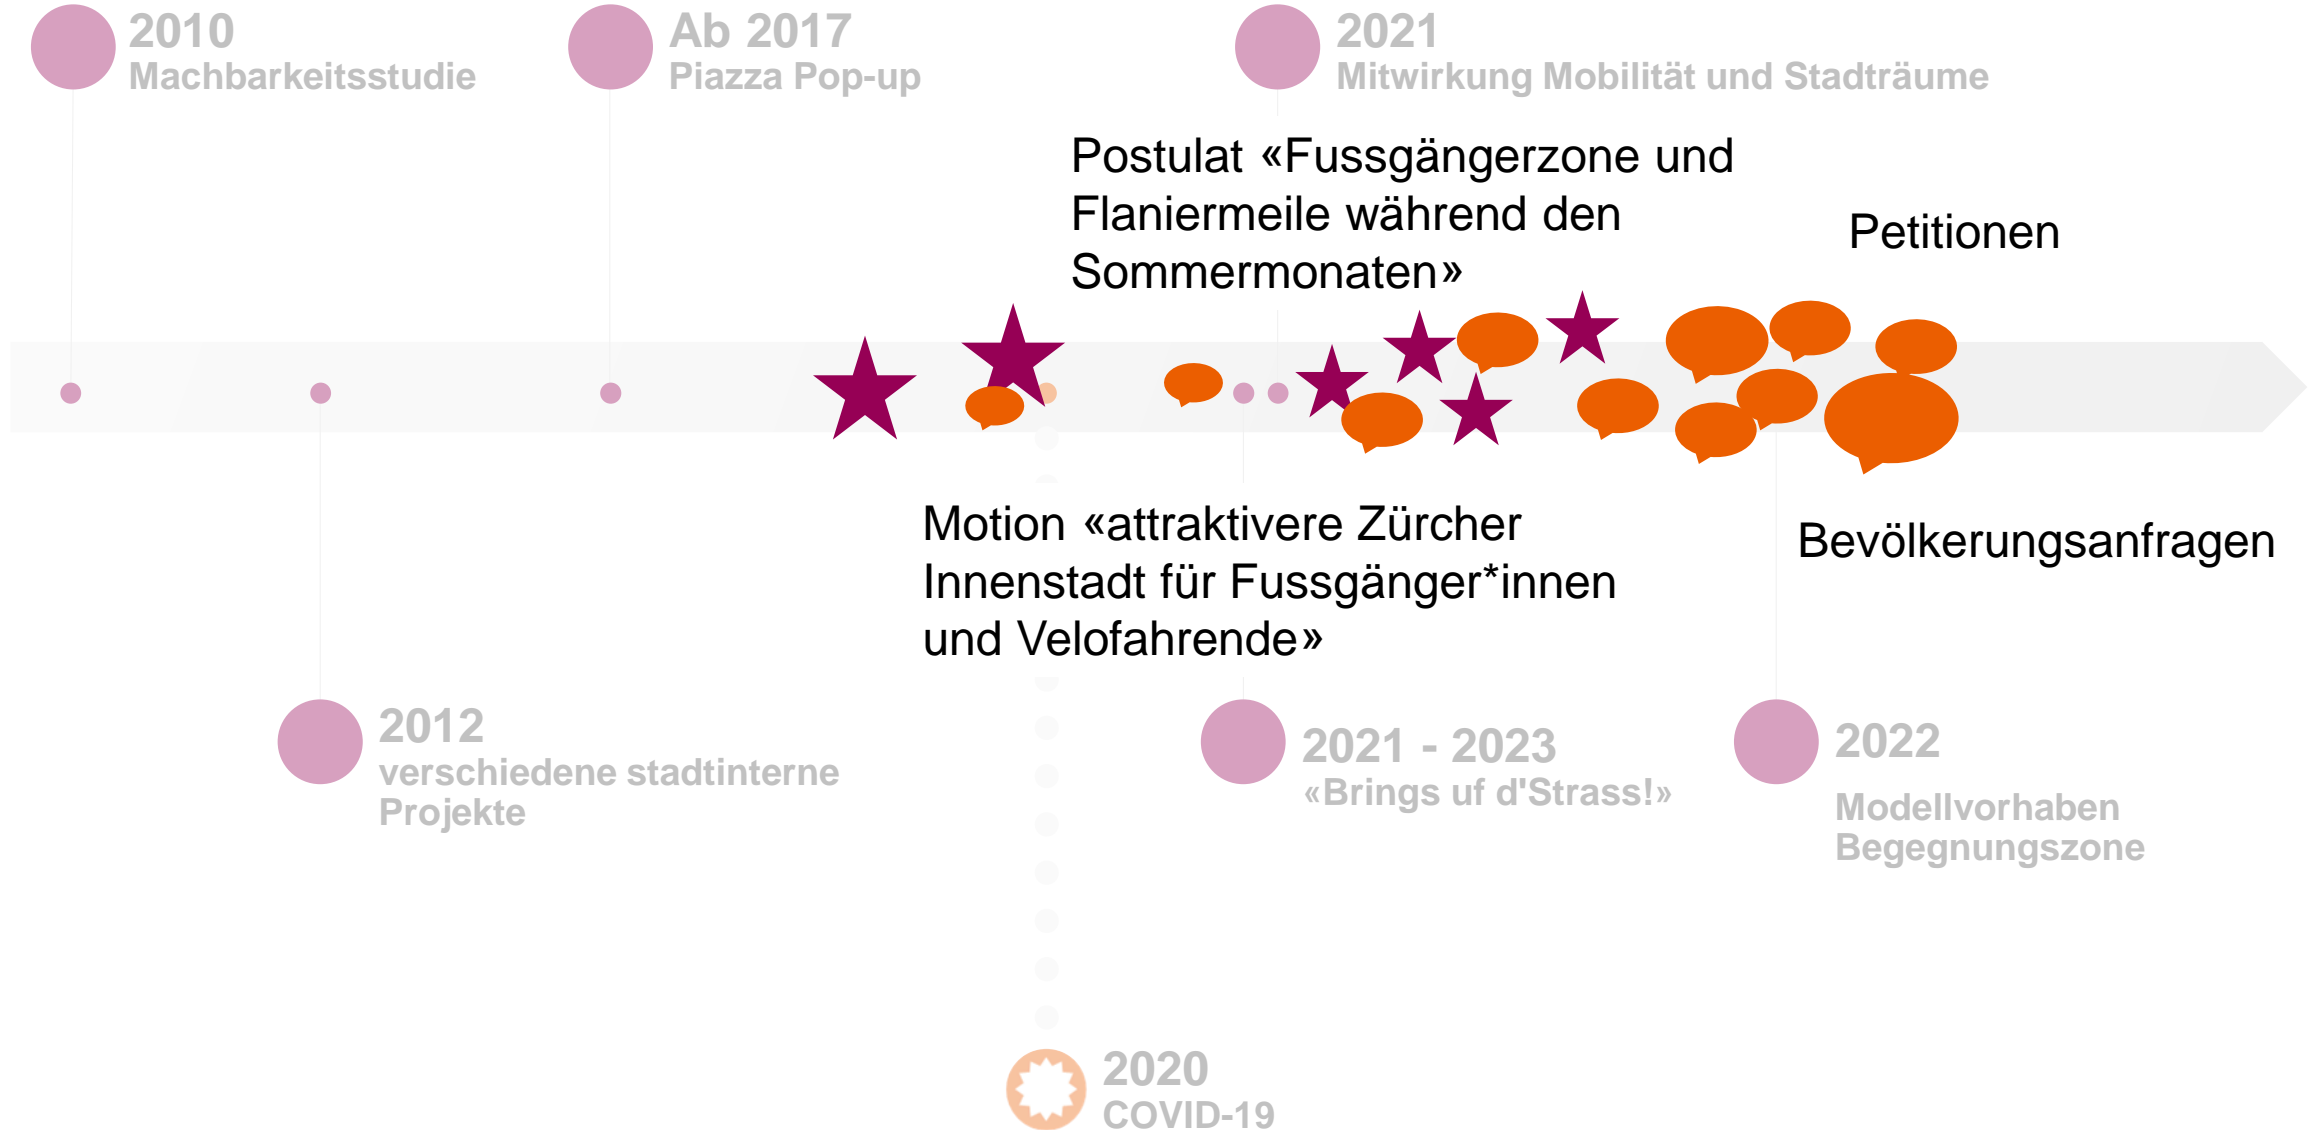 2010
Machbarkeitsstudie
Ab 2017
Piazza Pop-up
2021
Mitwirkung Mobilität und Stadträume
Postulat «Fussgängerzone und
Flaniermeile während den
Sommermonaten»
Petitionen
Motion «attraktivere Zürcher
Innenstadt für Fussgänger*innen
und Velofahrende»
Bevölkerungsanfragen
2012
verschiedene stadtinterne
Projekte
2021 - 2023
«Brings uf d'Strass!»
2022
Modellvorhaben
Begegnungszone
2020
COVID-19